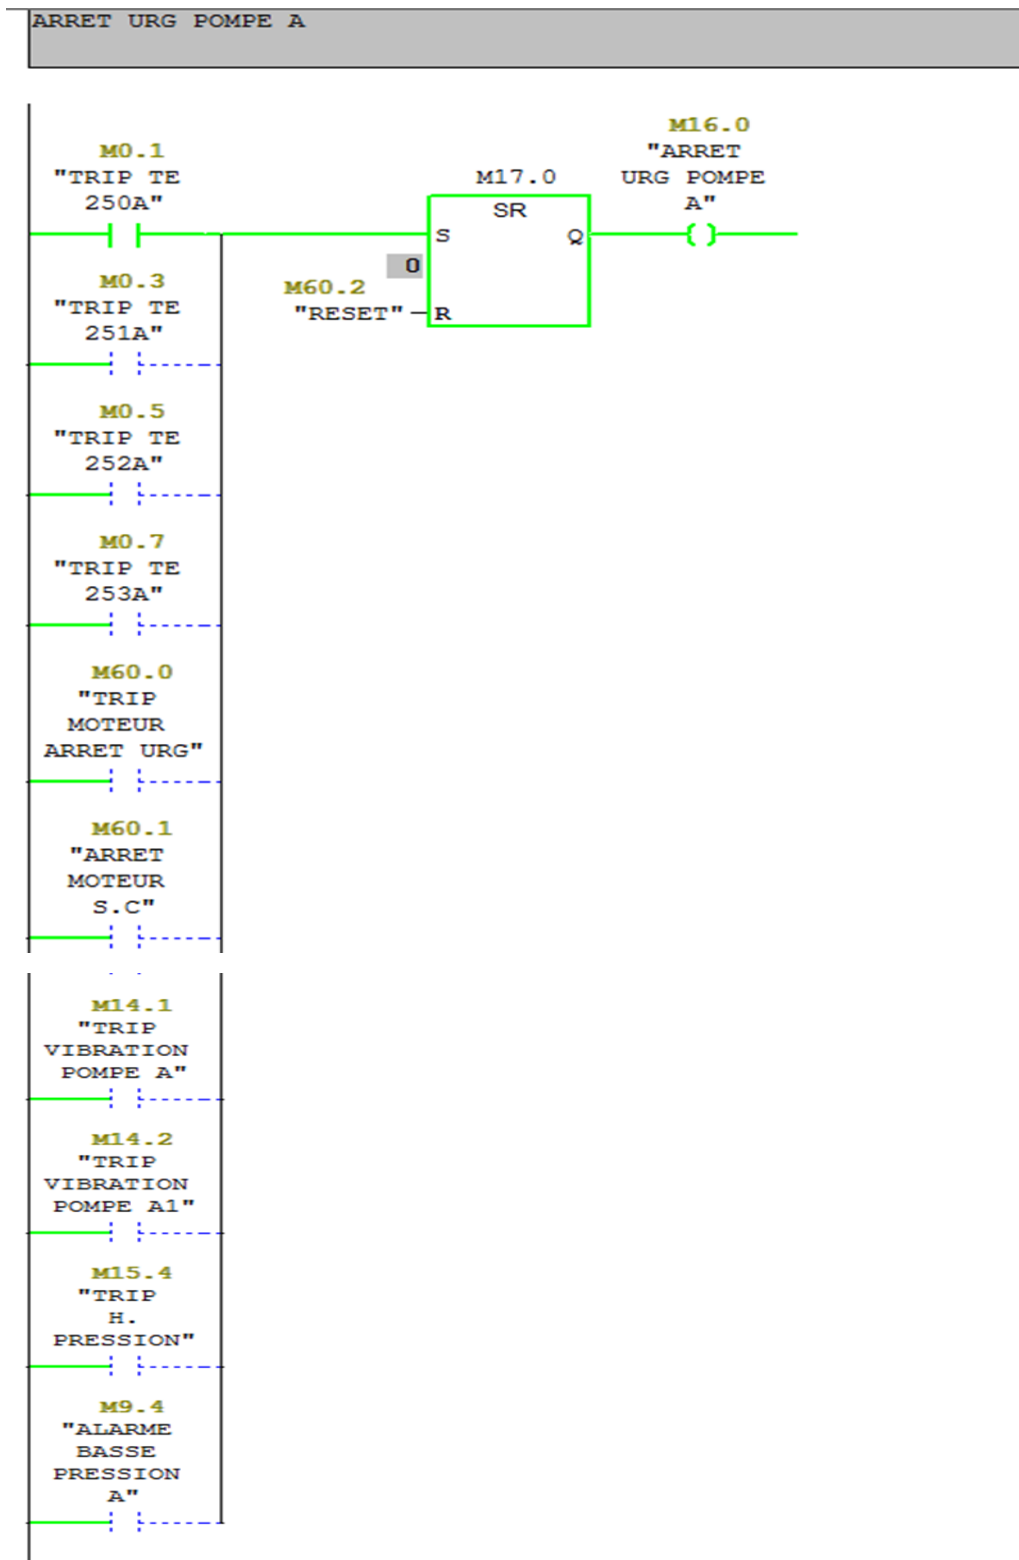 ARRET URG POMPE A
M0.1
"TRIP TE
250A"
M17.0
SR
S
Q
0
M60.2
"RESET"
R
M16.0
"ARRET
URG POMPE
A"
M0.3
"TRIP TE
251A"
M0.5
"TRIP TE
252A"
M0.7
"TRIP TE
253A"
M60.0
"TRIP
MOTEUR
ARRET URG"
M60.1
"ARRET
MOTEUR
S.C"
M14.1
"TRIP
VIBRATION
POMPE A"
M14.2
"TRIP
VIBRATION
POMPE A1"
M15.4
"TRIP
H.
PRESSION"
M9.4
"ALARME
BASSE
PRESSION
A"